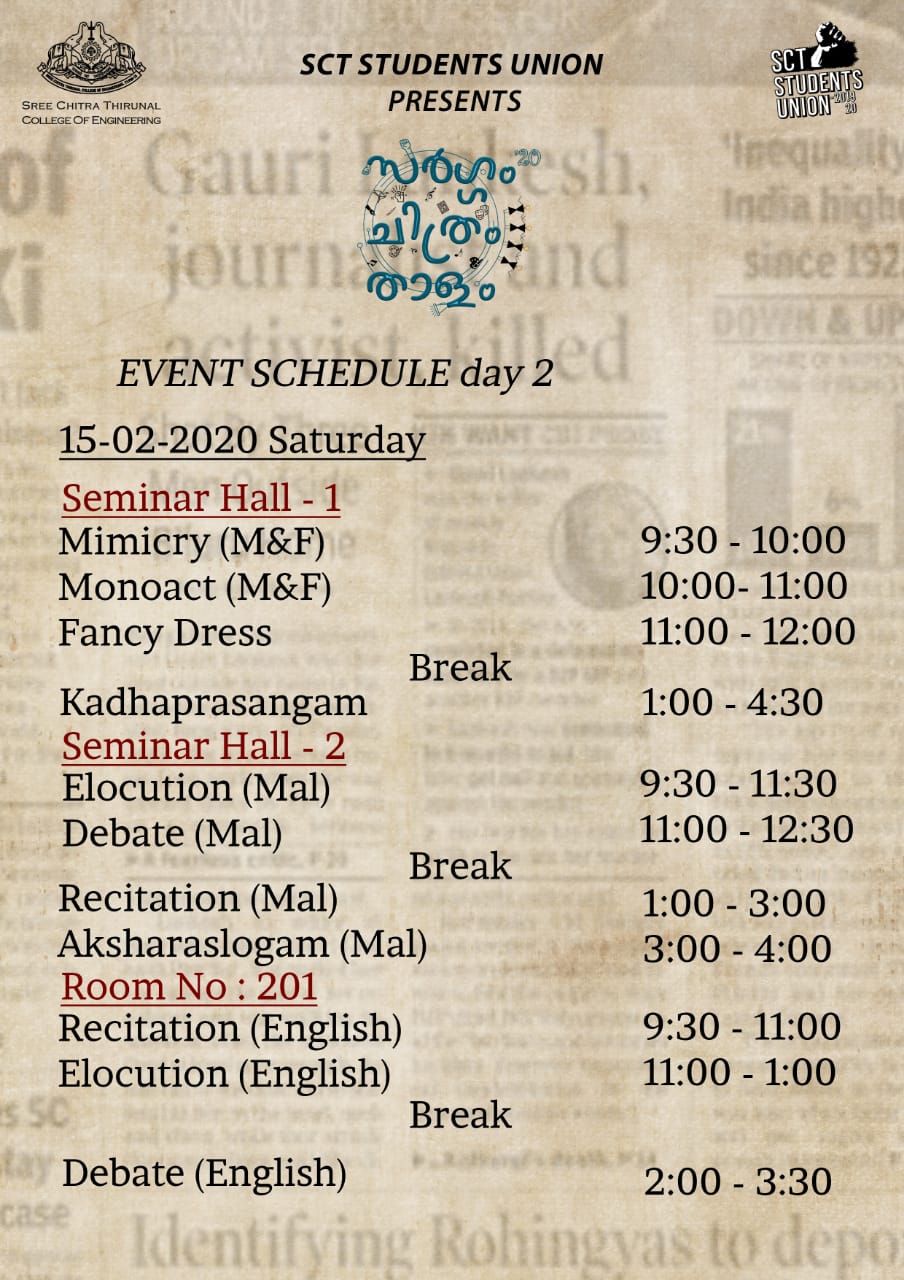 SREE CHITRA THIRUNAL
COLLEGE OF ENGINEERING
SCT STUDENTS UNION
PRESENTS
SCT
STUDENTS
UNION 2019
20
സർഗ്ഗം '20
ചിത്രം
താളം
Gauri
journa and
activist killed
'Inequality
India high
since 192
DOWN & UP
EVENT SCHEDULE day 2
15-02-2020 Saturday
Seminar Hall - 1
Mimicry (M&F) 9:30 - 10:00
Monoact (M&F) 10:00- 11:00
Fancy Dress 11:00 - 12:00
Break
Kadhaprasangam 1:00 - 4:30
Seminar Hall - 2
Elocution (Mal) 9:30 - 11:30
Debate (Mal) 11:00 - 12:30
Break
Recitation (Mal) 1:00 - 3:00
Aksharaslogam (Mal) 3:00 - 4:00
Room No : 201
Recitation (English) 9:30 - 11:00
Elocution (English) 11:00 - 1:00
Break
Debate (English) 2:00 - 3:30
case
Identifying Rohingyas to depo